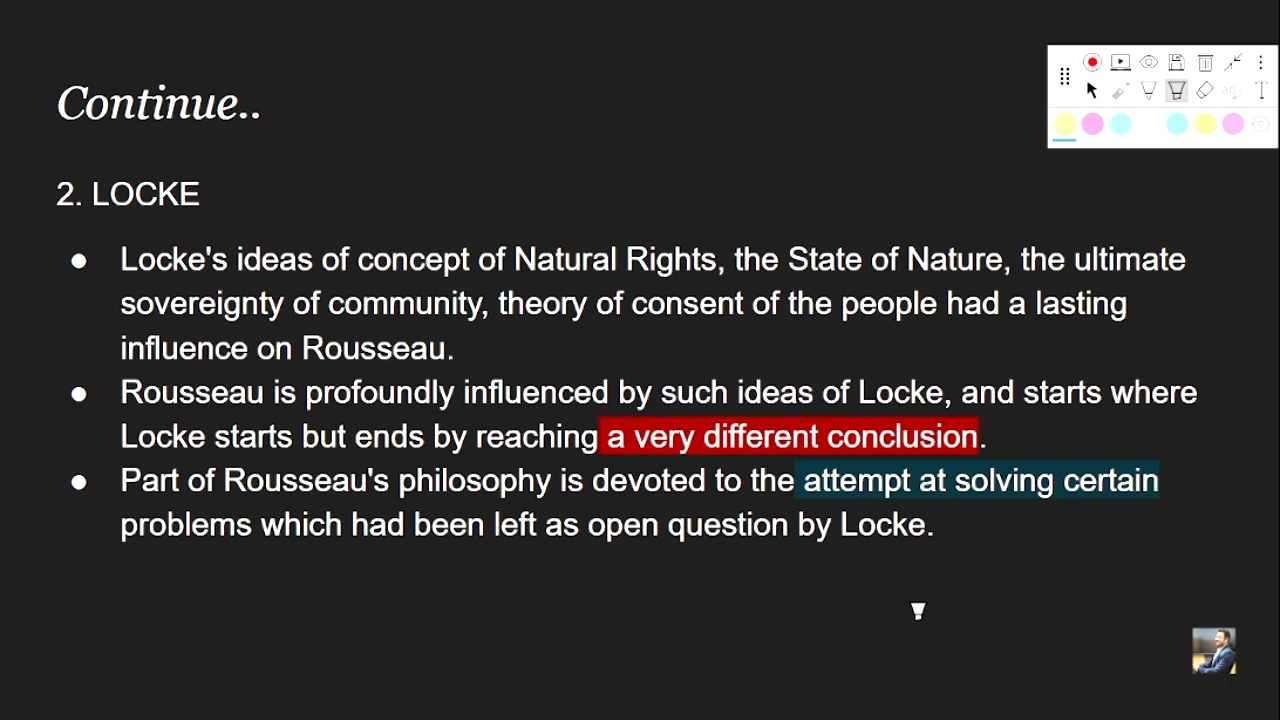 Continue..
2. LOCKE
● Locke's ideas of concept of Natural Rights, the State of Nature, the ultimate
sovereignty of community, theory of consent of the people had a lasting
influence on Rousseau.
● Rousseau is profoundly influenced by such ideas of Locke, and starts where
Locke starts but ends by reaching a very different conclusion.
● Part of Rousseau's philosophy is devoted to the attempt at solving certain
problems which had been left as open question by Locke.